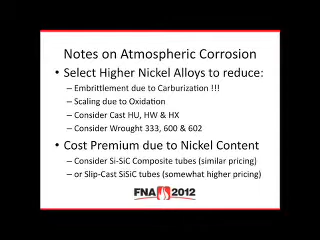 Notes on Atmospheric Corrosion
• Select Higher Nickel Alloys to reduce:
– Embrittlement due to Carburization !!!
– Scaling due to Oxidation
– Consider Cast HU, HW & HX
– Consider Wrought 333, 600 & 602
• Cost Premium due to Nickel Content
– Consider Si-SiC Composite tubes (similar pricing)
– or Slip-Cast SiSiC tubes (somewhat higher pricing)
FNA 2012